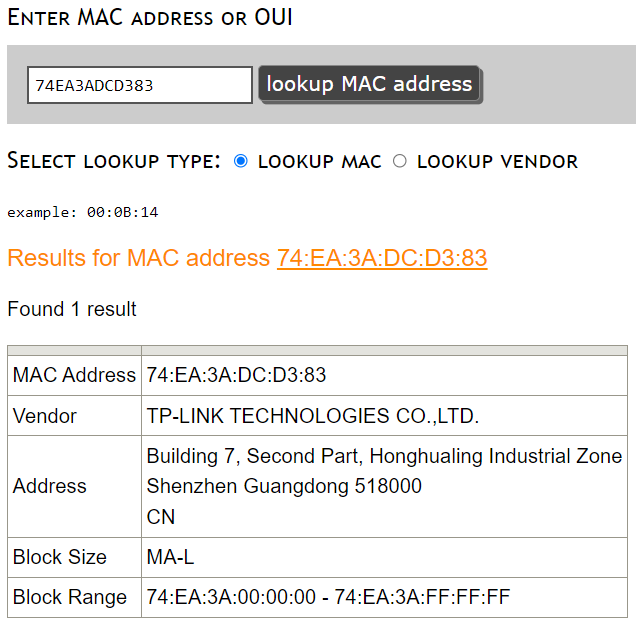 Enter MAC address or OUI
74EA3ADCD383 lookup MAC address
Select lookup type: lookup mac lookup vendor
example: 00:0B:14
Results for MAC address 74:EA:3A:DC:D3:83
Found 1 result
MAC Address 74:EA:3A:DC:D3:83
Vendor TP-LINK TECHNOLOGIES CO.,LTD.
Address
Building 7, Second Part, Honghualing Industrial Zone
Shenzhen Guangdong 518000
CN
Block Size MA-L
Block Range 74:EA:3A:00:00:00 - 74:EA:3A:FF:FF:FF